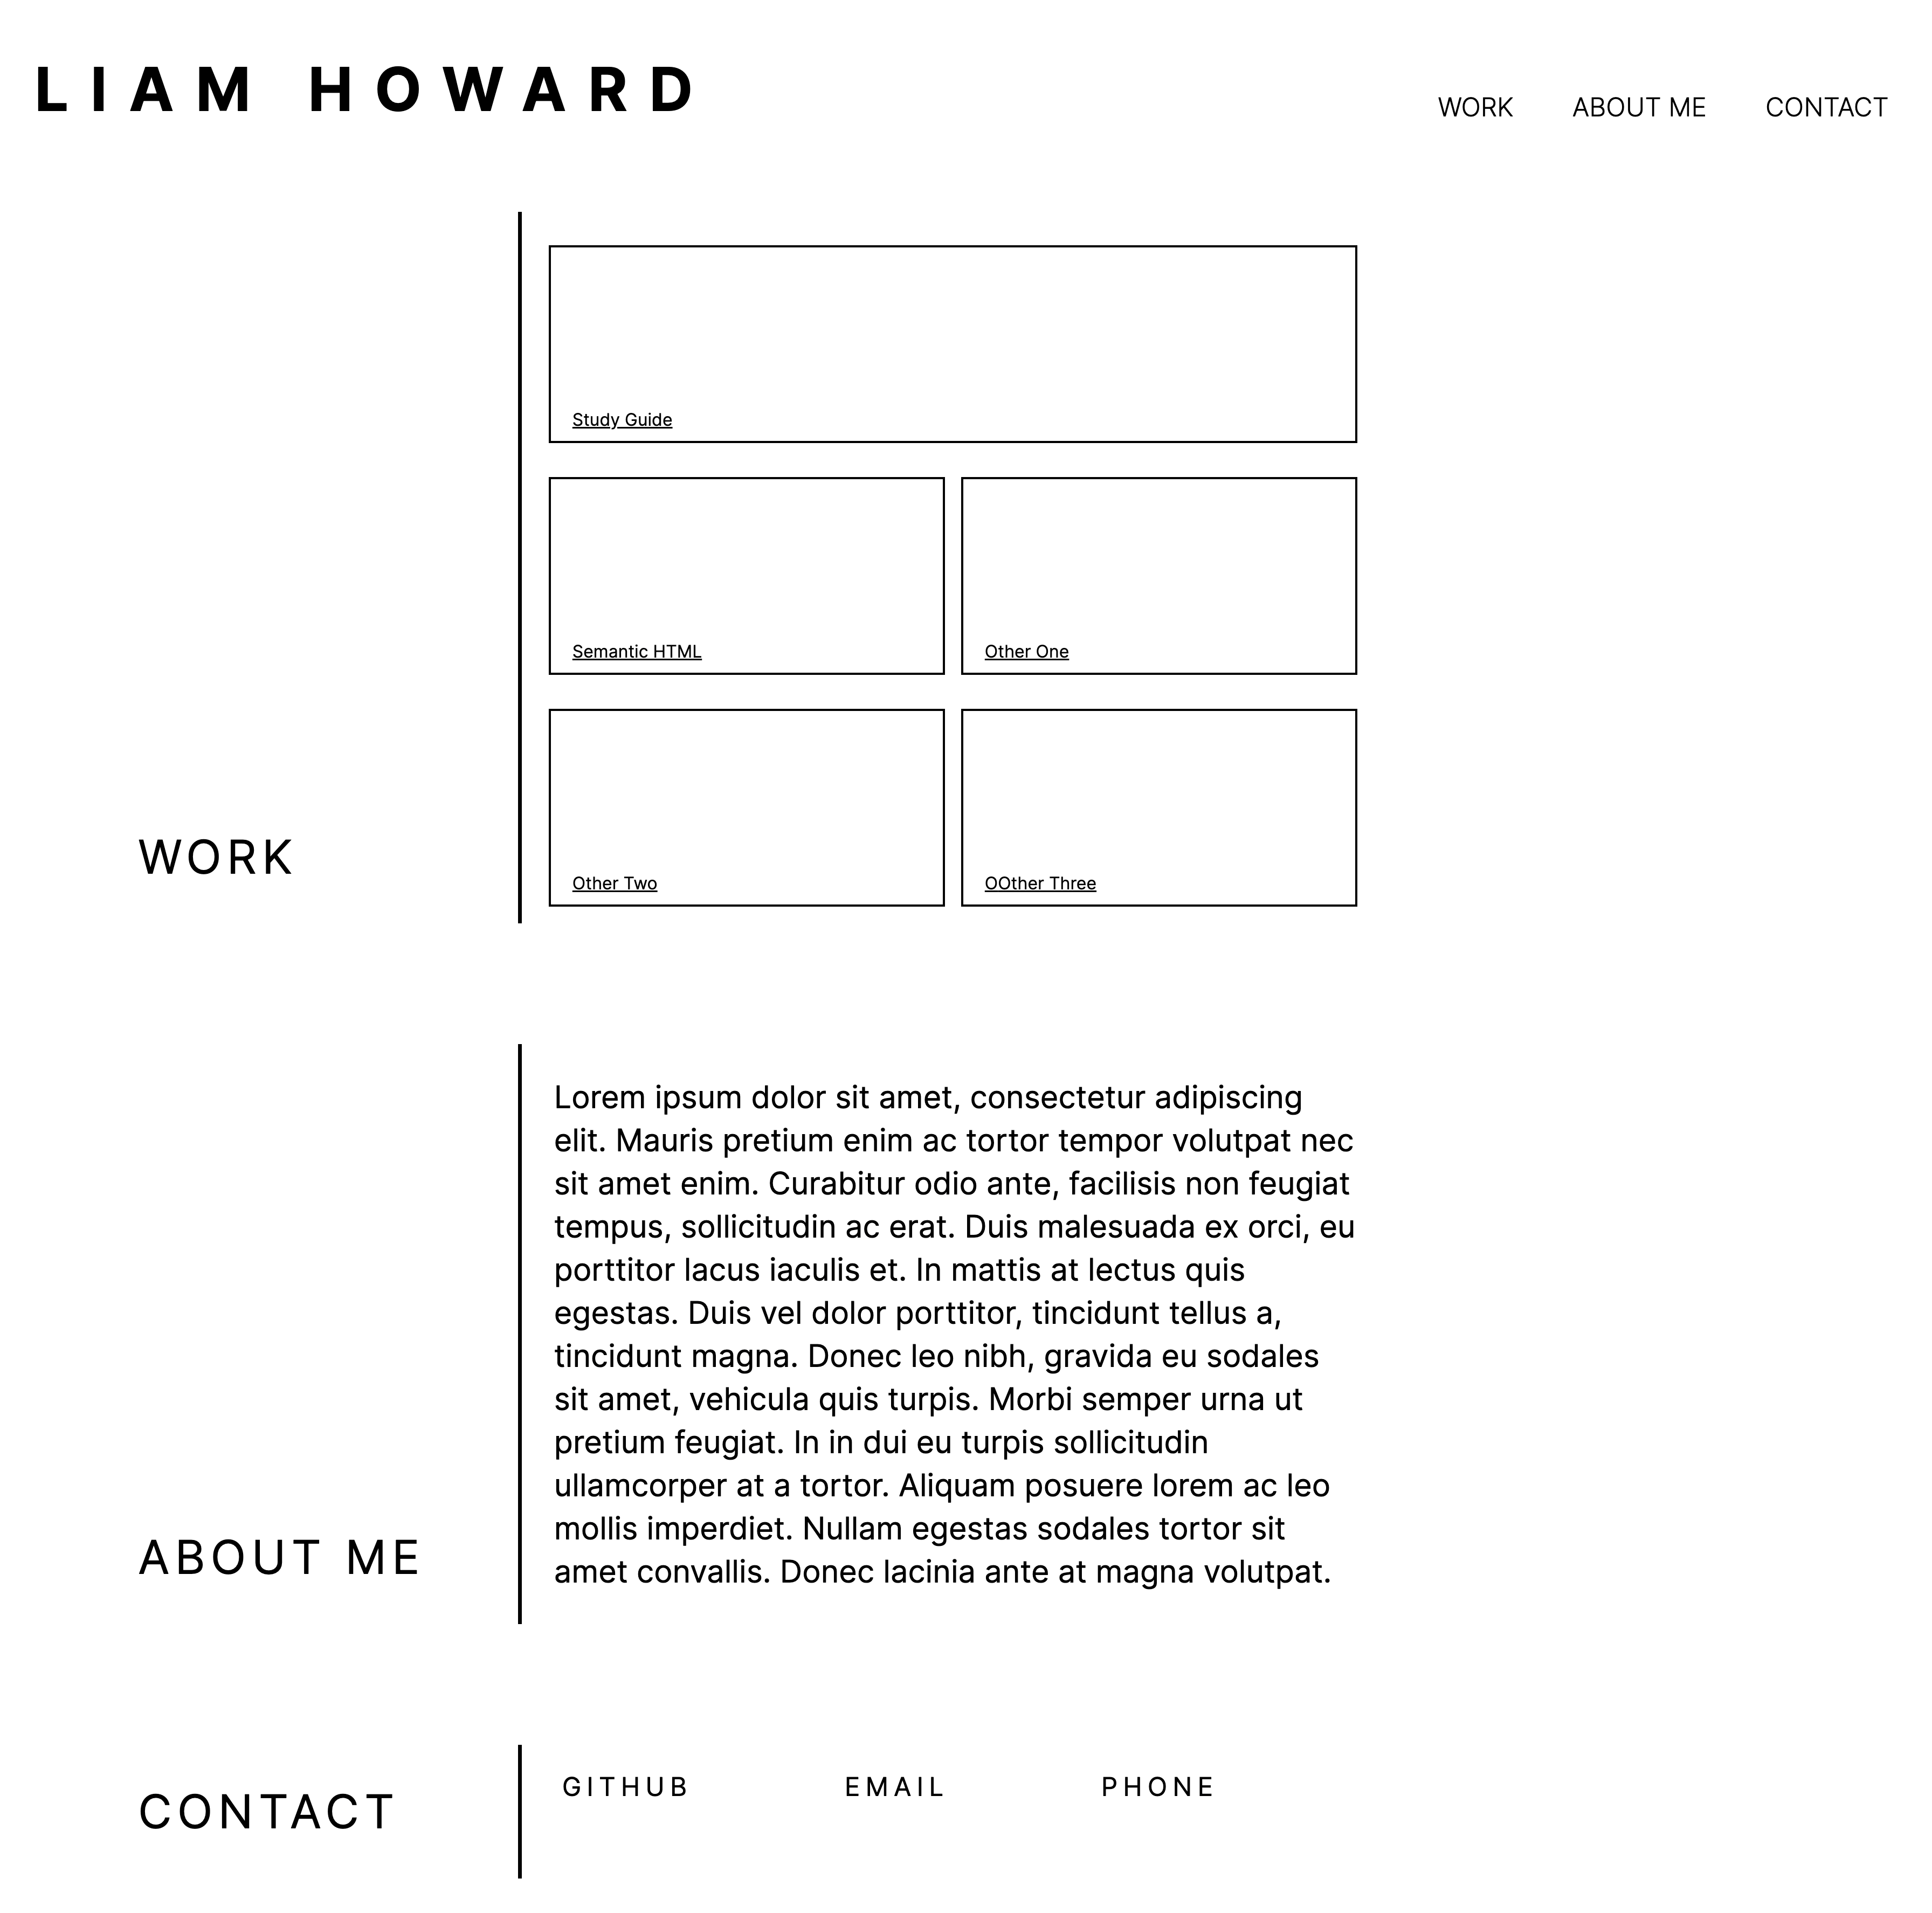 LIAM HOWARD
WORK ABOUT ME CONTACT
Study Guide
Semantic HTML
Other One
WORK
Other Two
OOther Three
Lorem ipsum dolor sit amet, consectetur adipiscing
elit. Mauris pretium enim ac tortor tempor volutpat nec
sit amet enim. Curabitur odio ante, facilisis non feugiat
tempus, sollicitudin ac erat. Duis malesuada ex orci, eu
porttitor lacus iaculis et. In mattis at lectus quis
egestas. Duis vel dolor porttitor, tincidunt tellus a,
tincidunt magna. Donec leo nibh, gravida eu sodales
sit amet, vehicula quis turpis. Morbi semper urna ut
pretium feugiat. In in dui eu turpis sollicitudin
ullamcorper at a tortor. Aliquam posuere lorem ac leo
mollis imperdiet. Nullam egestas sodales tortor sit
amet convallis. Donec lacinia ante at magna volutpat.
ABOUT ME
CONTACT
GITHUB EMAIL PHONE